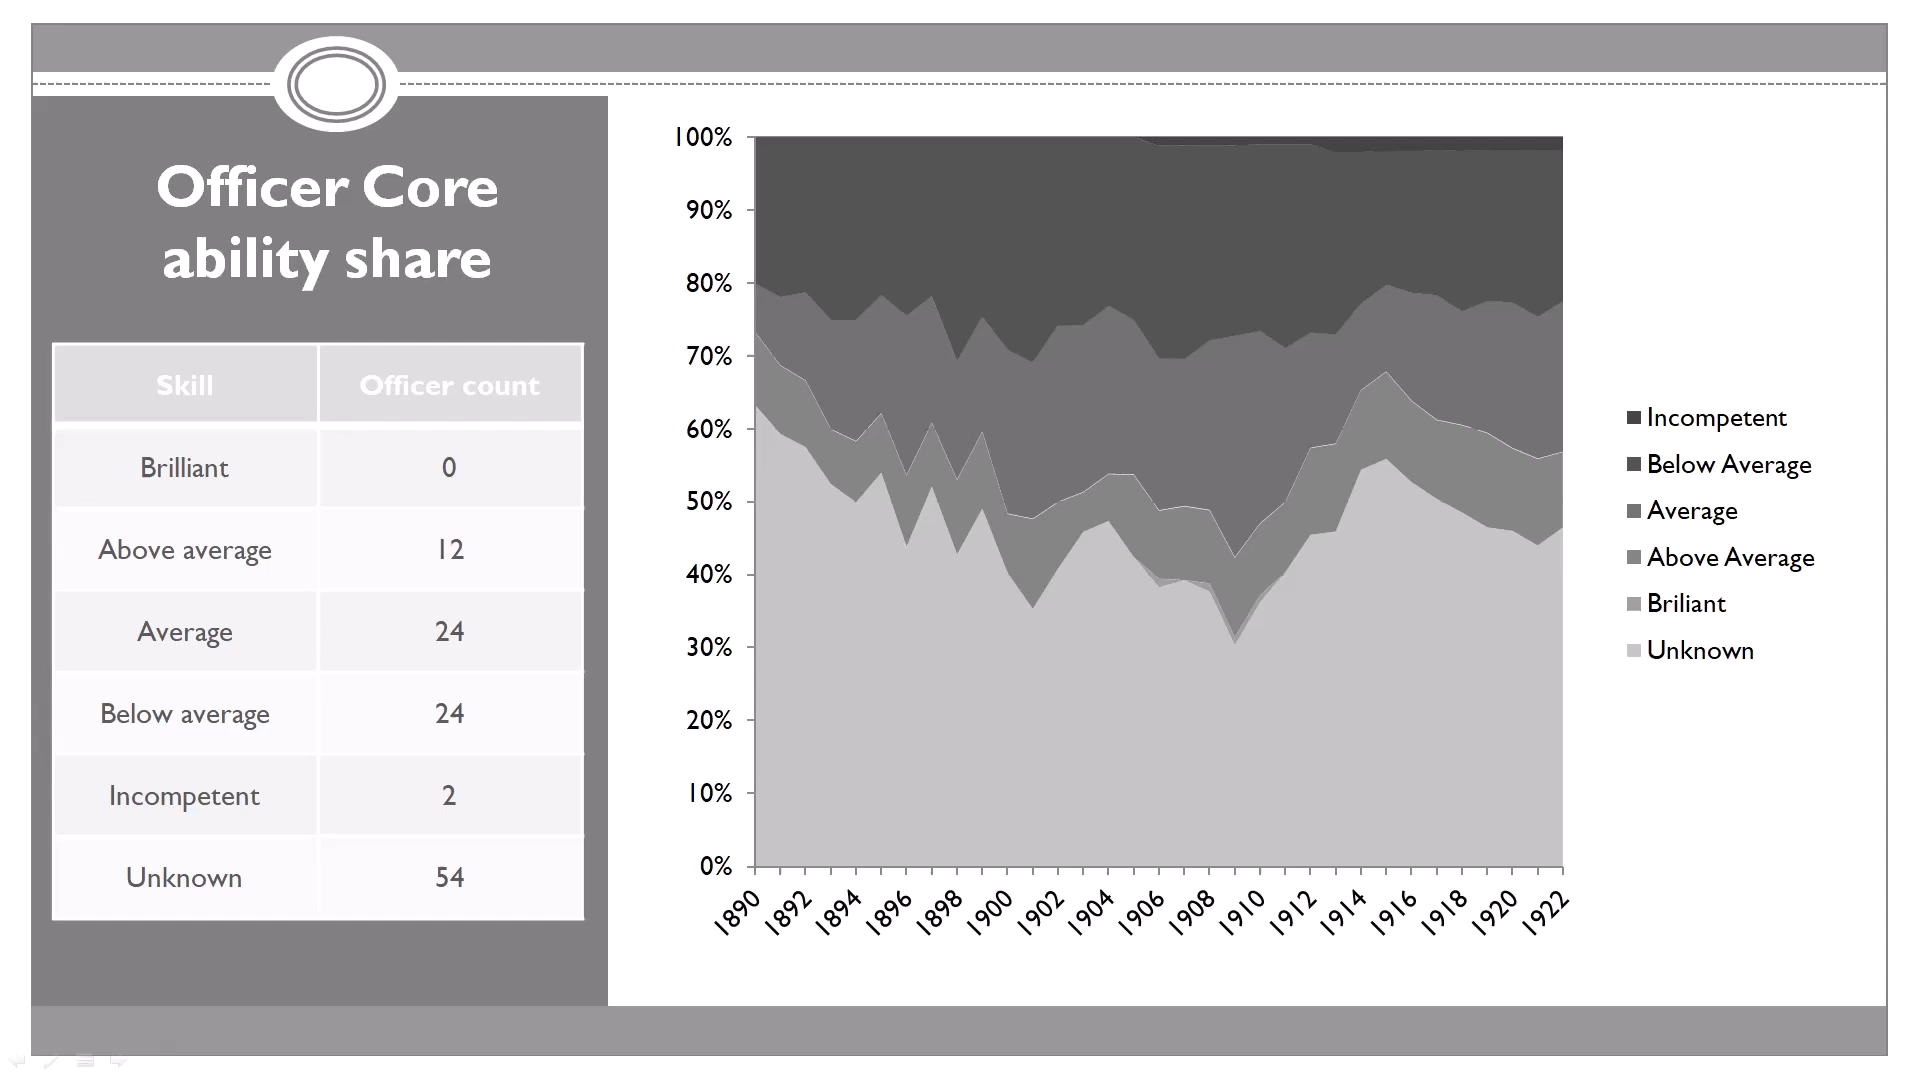 Officer Core
ability share
Skill Officer count
Brilliant 0
Above average 12
Average 24
Below average 24
Incompetent 2
Unknown 54
100%
90%
80%
70%
60%
50%
40%
30%
20%
10%
0%
1890 1892 1894 1896 1898 1900 1902 1904 1906 1908 1910 1912 1914 1916 1918 1920 1922
Incompetent
Below Average
Average
Above Average
Briliant
Unknown